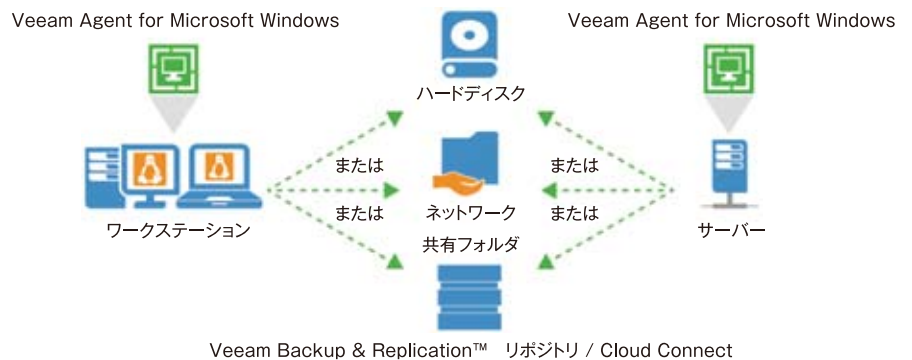 Veeam Agent for Microsoft Windows
Veeam Agent for Microsoft Windows
ハードディスク
または
または
または
または
ネットワーク
共有フォルダ
ワークステーション
サーバー
Veeam Backup & Replication™ リポジトリ / Cloud Connect